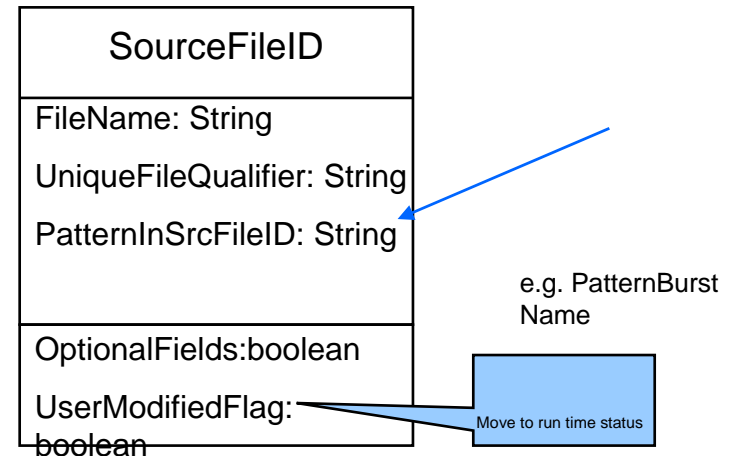 SourceFileID
FileName: String
UniqueFileQualifier: String
PatternInSrcFileID: String
e.g. PatternBurst
Name
OptionalFields:boolean
UserModifiedFlag:
boolean
Move to run time status